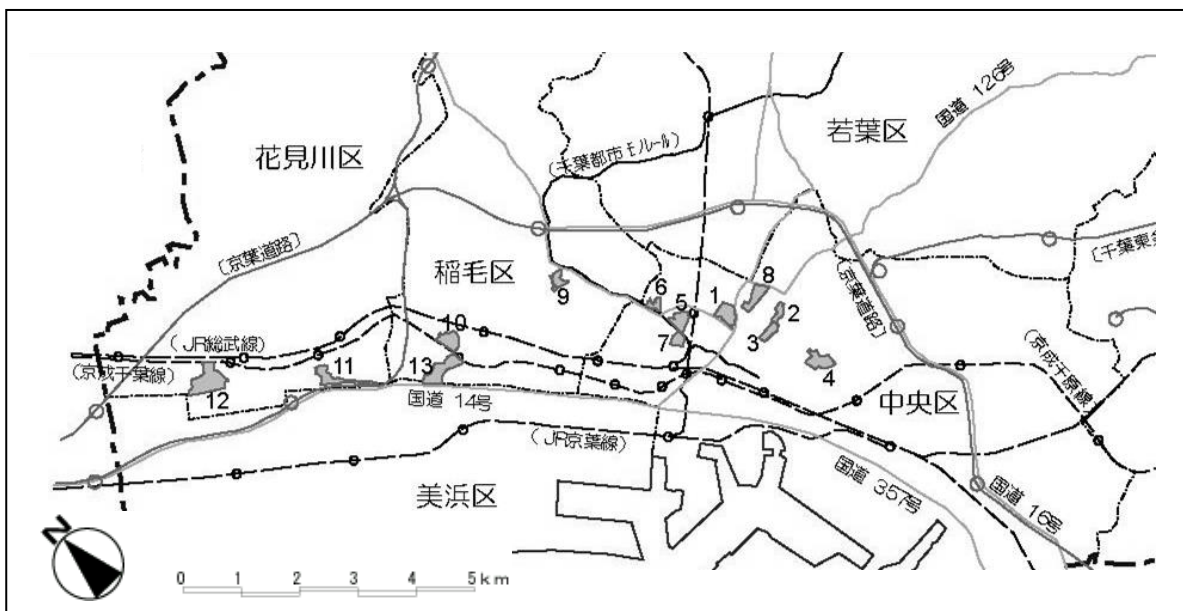 国道 126号
若葉区
花見川区
〔千葉都市モノレール〕
〔京葉道路〕
稲毛区
8
〔千葉東金
6
5
1
9
2
〔京葉道路〕
7
3
10
(JR総武線)
4
(京成千原線)
(京成千葉線)
11
13
中央区
12
国道 14号
(JR京葉線)
美浜区
国道 357号
国道 16号
N
0 1 2 3 4 5km